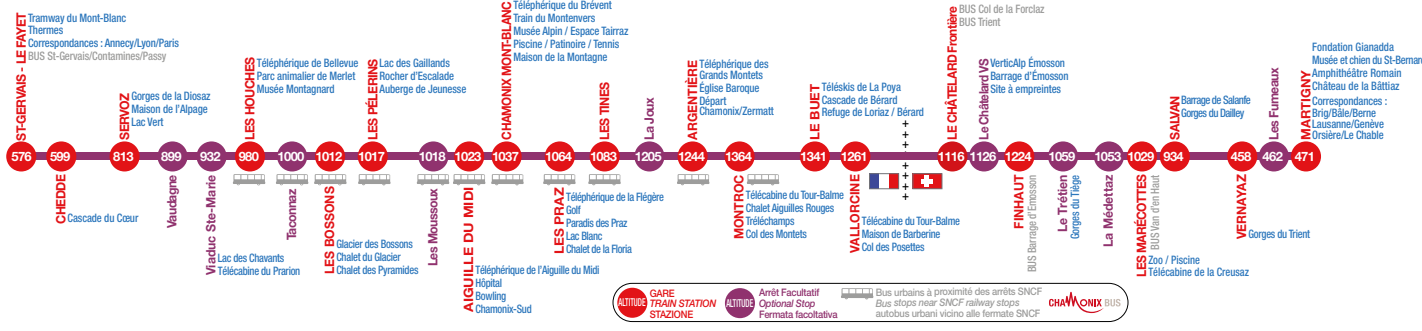 ST-GERVAIS - LE FAYET
Tramway du Mont-Blanc
Thermes
Correspondances : Annecy/Lyon/Paris
BUS St-Gervais/Contamines/Passy
576
CHEDDE
599
Cascade du Cœur
SERVOZ
813
Gorges de la Diosaz
Maison de l'Alpage
Lac Vert
899
Vaudagne
932
Viaduc Ste-Marie
Lac des Chavants
Télécabine du Prarion
LES HOUCHES
980
Téléphérique de Bellevue
Parc animalier de Merlet
Musée Montagnard
1000
Taconnaz
1012
LES BOSSONS
Glacier des Bossons
Chalet du Glacier
Chalet des Pyramides
LES PÈLERINS
1017
Lac des Gaillands
Rocher d'Escalade
Auberge de Jeunesse
1018
Les Moussoux
1023
AIGUILLE DU MIDI
Téléphérique de l'Aiguille du Midi
Hôpital
Bowling
Chamonix-Sud
CHAMONIX MONT-BLANC
1037
Téléphérique du Brévent
Train du Montenvers
Musée Alpin / Espace Tairraz
Piscine / Patinoire / Tennis
Maison de la Montagne
1064
LES PRAZ
Téléphérique de la Flégère
Golf
Paradis des Praz
Lac Blanc
Chalet de la Floria
LES TINES
1083
La Joux
1205
ARGENTIÈRE
1244
Téléphérique des
Grands Montets
Église Baroque
Départ
Chamonix/Zermatt
1364
MONTROC
Télécabine du Tour-Balme
Chalet Aiguilles Rouges
Tréléchamps
Col des Montets
LE BUET
1341
Téléskis de La Poya
Cascade de Bérard
Refuge de Loriaz / Bérard
1261
VALLORCINE
Télécabine du Tour-Balme
Maison de Barberine
Col des Posettes
LE CHÂTELARD Frontière
1116
BUS Col de la Forclaz
BUS Trient
Le Châtelard VS
1126
VerticAlp Émosson
Barrage d'Émosson
Site à empreintes
1224
FINHAUT
BUS Barrage d'Emosson
1059
Le Trétien
Gorges du Tiège
1053
La Médettaz
1029
LES MARÉCOTTES
BUS Van d'en Haut
Zoo / Piscine
Télécabine de la Creusaz
SALVAN
934
Barrage de Salanfe
Gorges du Dailley
458
VERNAYAZ
Gorges du Trient
Les Fumeaux
462
MARTIGNY
471
Fondation Gianadda
Musée et chien du St-Bernard
Amphithéâtre Romain
Château de la Bâttiaz
Correspondances :
Brig/Bâle/Berne
Lausanne/Genève
Orsière/Le Chable
ALTITUDE
GARE
TRAIN STATION
STAZIONE
ALTITUDE
Arrêt Facultatif
Optional Stop
Fermata facoltativa
Bus urbains à proximité des arrêts SNCF
Bus stops near SNCF railway stops
autobus urbani vicino alle fermate SNCF
CHAMONIX BUS